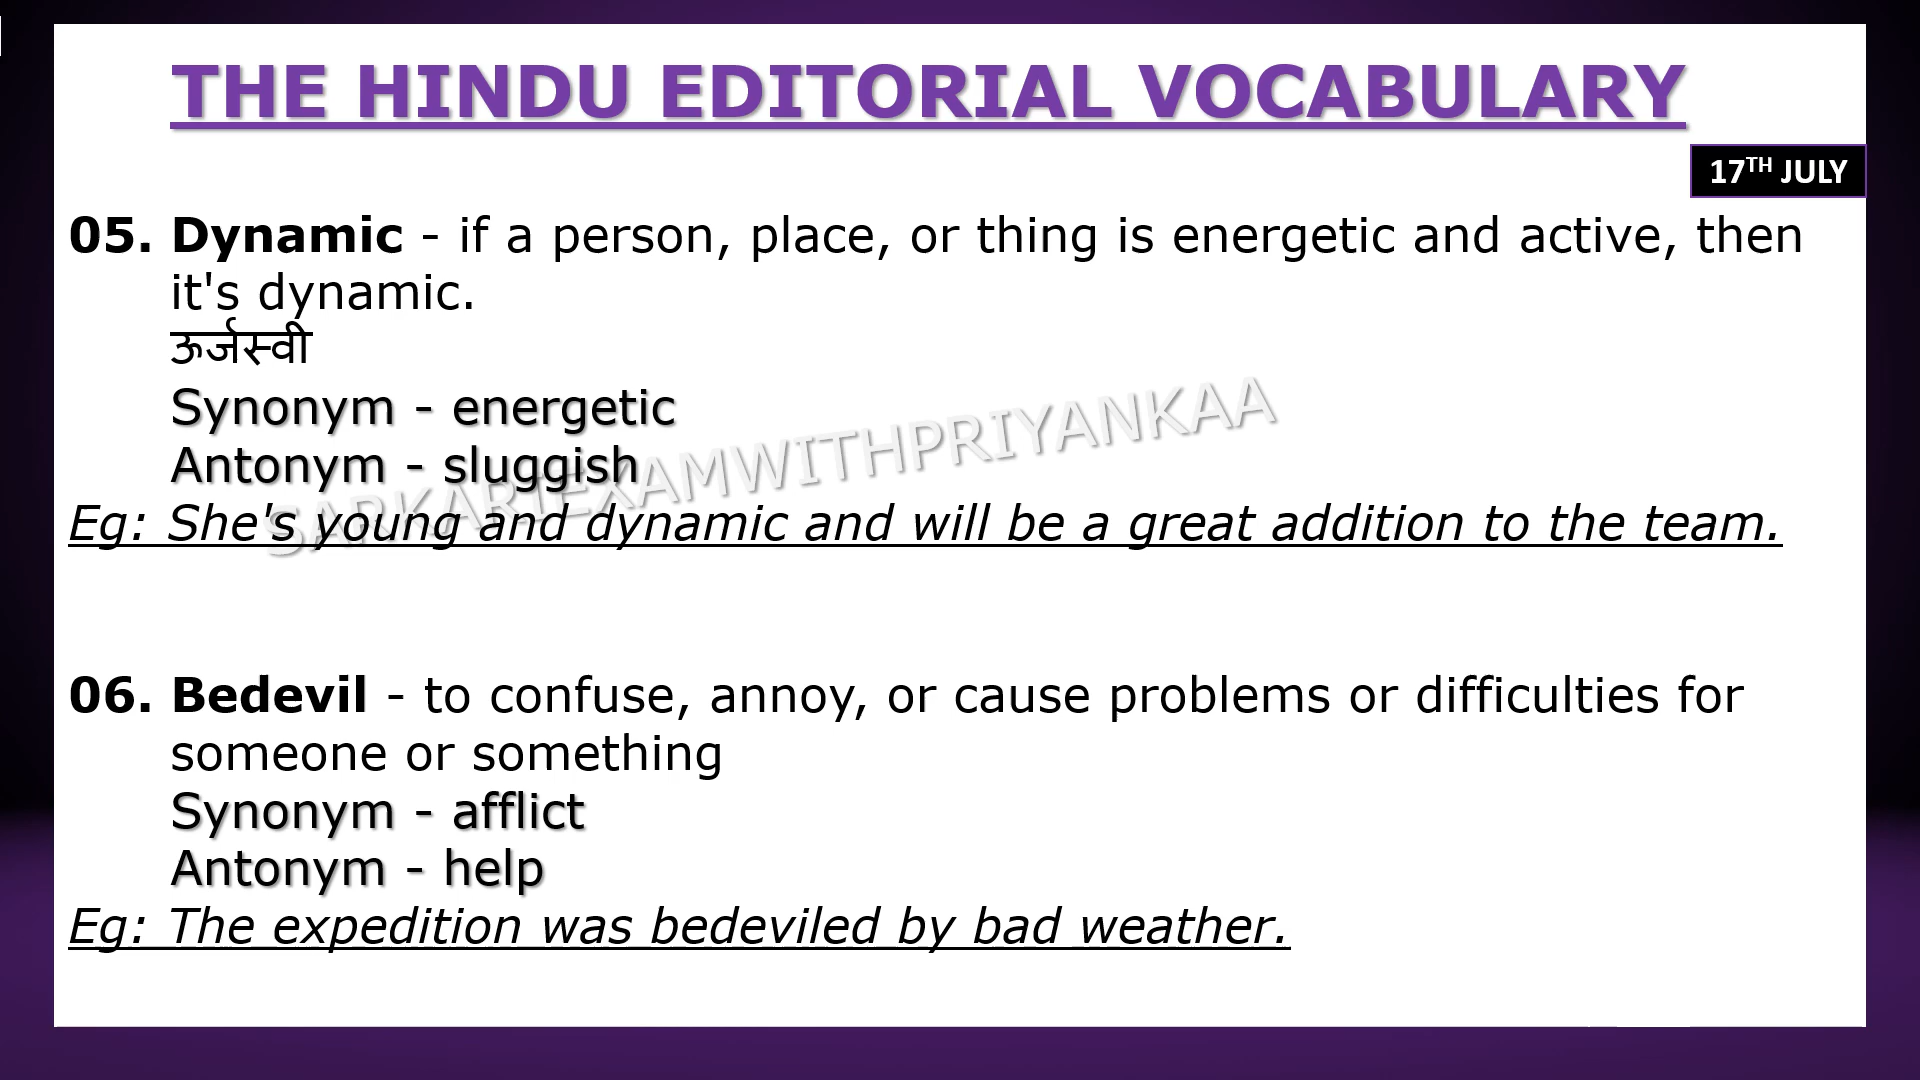 THE HINDU EDITORIAL VOCABULARY
17TH JULY
05. Dynamic - if a person, place, or thing is energetic and active, then
it's dynamic.
ऊर्जस्वी
Synonym - energetic
Antonym - sluggish
SARKARIEXAMWITHPRIYANKAA
Eg: She's young and dynamic and will be a great addition to the team.
06. Bedevil - to confuse, annoy, or cause problems or difficulties for
someone or something
Synonym - afflict
Antonym - help
Eg: The expedition was bedeviled by bad weather.